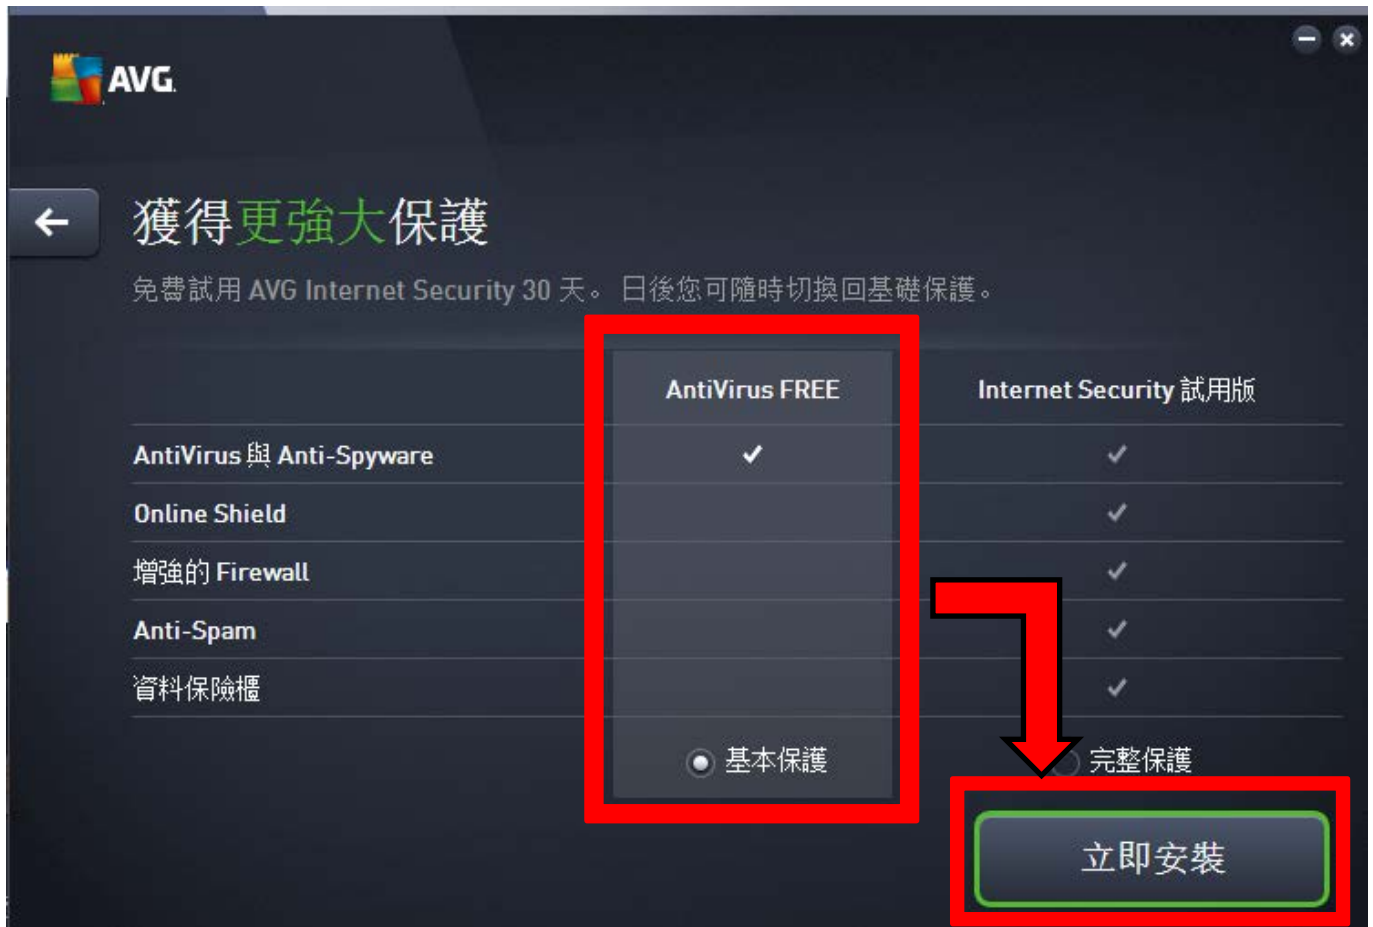 AVG.
獲得更強大保護
免費試用 AVG Internet Security 30 天。 日後您可隨時切換回基礎保護。
AntiVirus FREE
Internet Security 試用版
AntiVirus 與 Anti-Spyware
Online Shield
增強的 Firewall
Anti-Spam
資料保險櫃
基本保護
完整保護
立即安裝